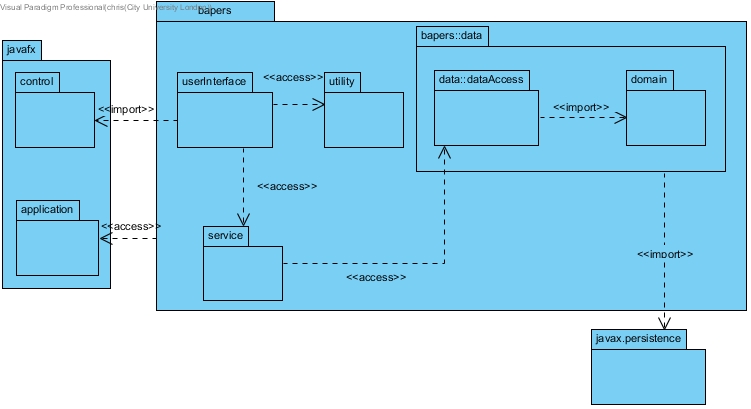 Visual Paradigm Professional(chris(City University London))
bapers
javafx
control
<<import>>
application
<<access>>
userInterface
<<access>>
utility
<<access>>
service
<<access>>
bapers::data
data::dataAccess
<<import>>
domain
<<import>>
javax.persistence